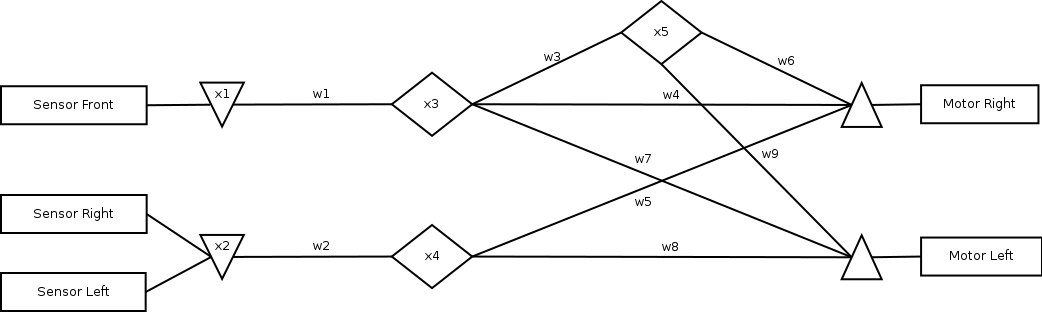 x5
w3
w6
Sensor Front
x1
w1
x3
w4
Motor Right
w7
w9
w5
Sensor Right
x2
w2
x4
w8
Motor Left
Sensor Left